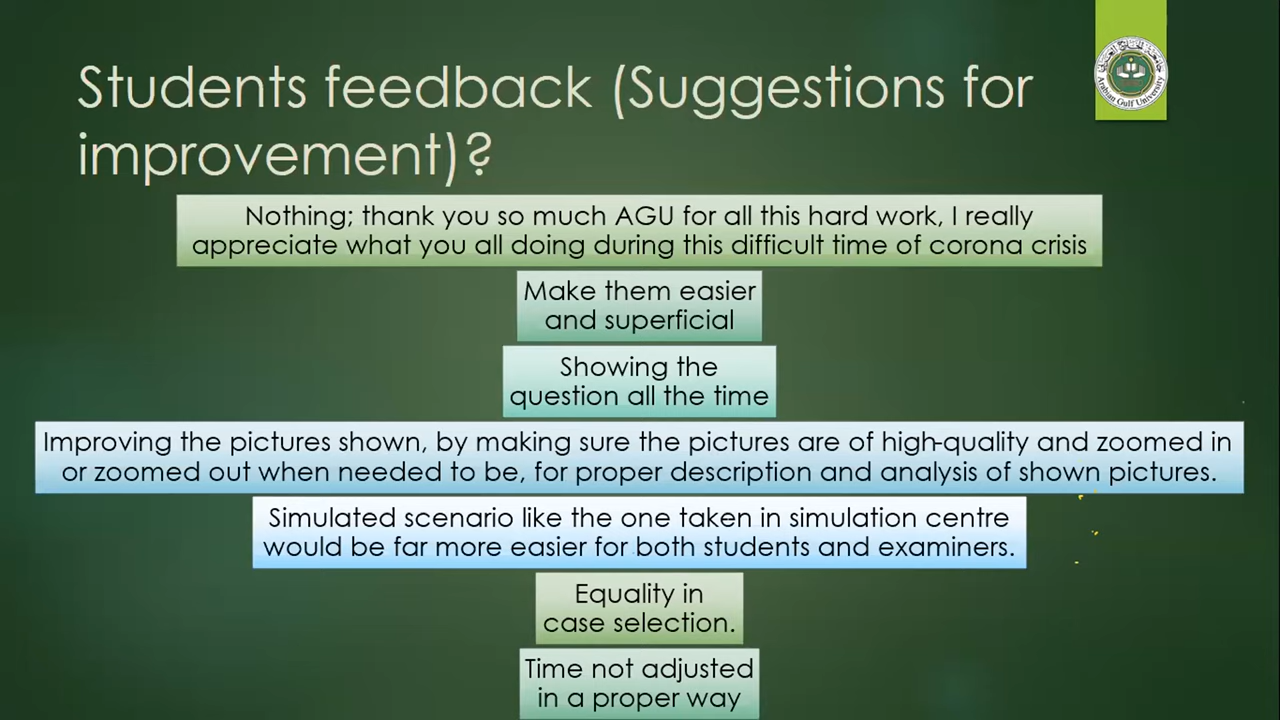 Students feedback (Suggestions for
improvement)?
Arabian Gulf University
Nothing; thank you so much AGU for all this hard work, I really
appreciate what you all doing during this difficult time of corona crisis
Make them easier
and superficial
Showing the
question all the time
Improving the pictures shown, by making sure the pictures are of high-quality and zoomed in
or zoomed out when needed to be, for proper description and analysis of shown pictures.
Simulated scenario like the one taken in simulation centre
would be far more easier for both students and examiners.
Equality in
case selection.
Time not adjusted
in a proper way